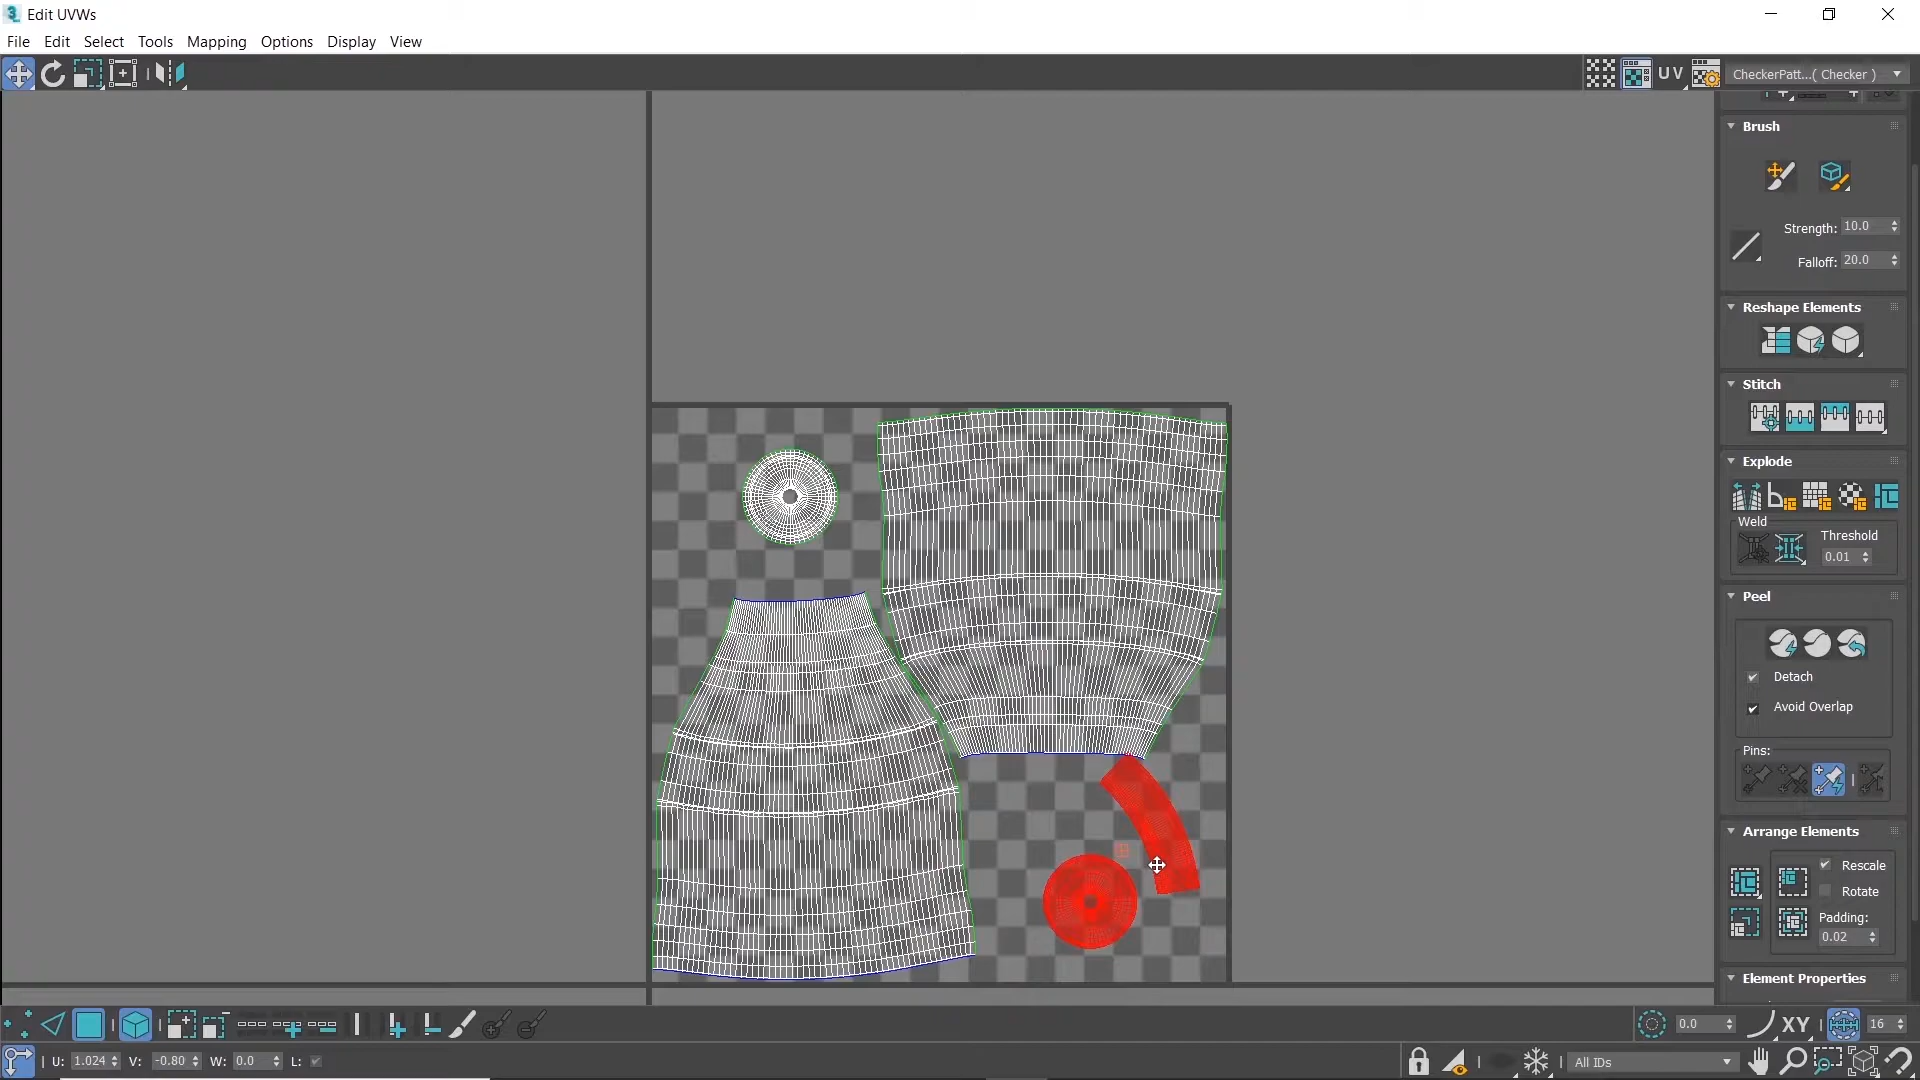 Edit UVWs
File Edit Select Tools Mapping Options Display View
UV CheckerPatt...( Checker )
Brush
Strength: 10.0
Falloff: 20.0
Reshape Elements
Stitch
Explode
Weld
Threshold
0.01
Peel
Detach
Avoid Overlap
Pins:
Arrange Elements
Rescale
Rotate
Padding:
0.02
Element Properties
0.0 XY 16
U: 1.024 V: -0.80 W: 0.0 L: All IDs